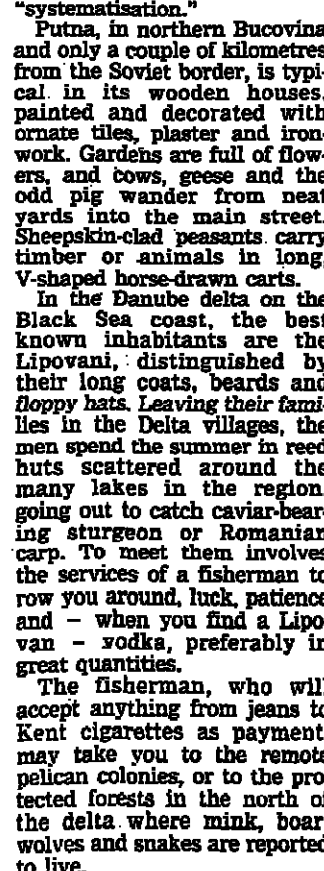 "systematisation."
Putna, in northern Bucovina
and only a couple of kilometres
from the Soviet border, is typi-
cal in its wooden houses,
painted and decorated with
ornate tiles, plaster and iron-
work. Gardens are full of flow-
ers, and cows, geese and the
odd pig wander from neat
yards into the main street.
Sheepskin-clad peasants carry
timber or animals in long,
V-shaped horse-drawn carts.
In the Danube delta on the
Black Sea coast, the best
known inhabitants are the
Lipovani, distinguished by
their long coats, beards and
floppy hats. Leaving their fami-
lies in the Delta villages, the
men spend the summer in reed
huts scattered around the
many lakes in the region,
going out to catch caviar-bear-
ing sturgeon or Romanian
carp. To meet them involves
the services of a fisherman to
row you around, luck, patience
and – when you find a Lipo-
van – vodka, preferably in
great quantities.
The fisherman, who will
accept anything from jeans to
Kent cigarettes as payment,
may take you to the remote
pelican colonies, or to the pro-
tected forests in the north of
the delta where mink, boar,
wolves and snakes are reported
to live.